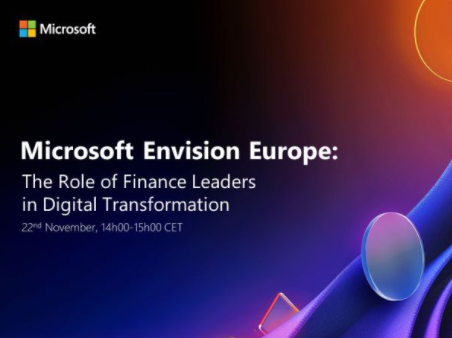 Microsoft
Microsoft Envision Europe:
The Role of Finance Leaders
in Digital Transformation
22nd November, 14h00-15h00 CET